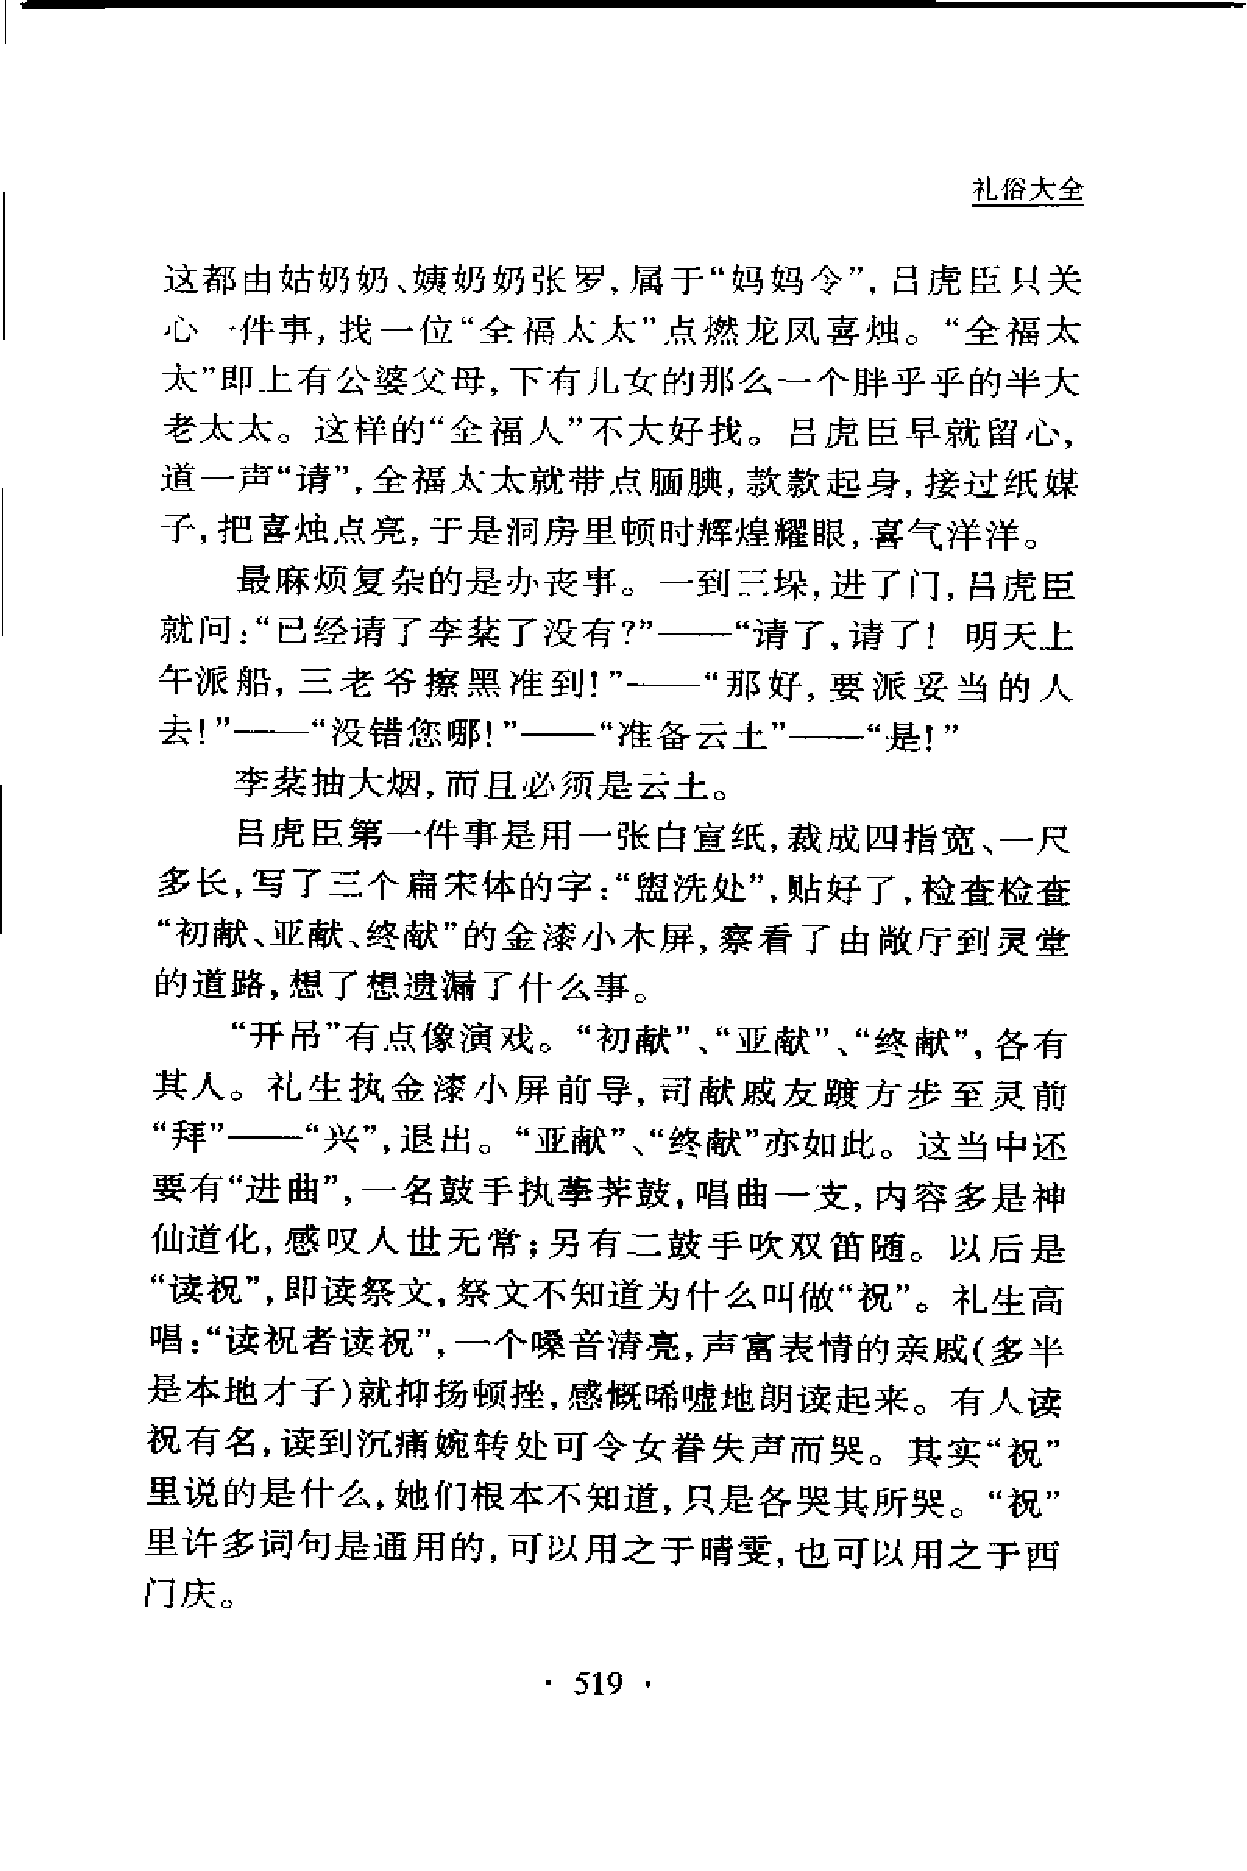 礼俗大全
这都由姑奶奶、姨奶奶张罗,属于“妈妈令”,吕虎臣只关
心一件事,找一位“全福太太”点燃龙凤喜烛。“全福太
太”即上有公婆父母,下有儿女的那么一个胖乎乎的半大
老太太。这样的“全福人”不大好找。吕虎臣早就留心,
道一声“请”,全福太太就带点腼腆,款款起身,接过纸媒
子,把喜烛点亮,于是洞房里顿时辉煌耀眼,喜气洋洋。
最麻烦复杂的是办丧事。一到三垛,进了门,吕虎臣
就问:“已经请了李棻了没有?”——“请了,请了!明天上
午派船,三老爷擦黑准到!”——“那好,要派妥当的人
去!”——“没错您哪!”——“准备云土”——“是!”
李棻抽大烟,而且必须是云土。
吕虎臣第一件事是用一张白宣纸,裁成四指宽、一尺
多长,写了三个扁宋体的字:“盥洗处”,贴好了,检查检查
“初献、亚献、终献”的金漆小木屏,察看了由敞厅到灵堂
的道路,想了想遗漏了什么事。
“开吊”有点像演戏。“初献”、“亚献”、“终献”,各有
其人。礼生执金漆小屏前导,司献戚友踱方步至灵前
“拜”——“兴”,退出。“亚献”、“终献”亦如此。这当中还
要有“进曲”,一名鼓手执荸荠鼓,唱曲一支,内容多是神
仙道化,感叹人世无常;另有二鼓手吹双笛随。以后是
“读祝”,即读祭文,祭文不知道为什么叫做“祝”。礼生高
唱:“读祝者读祝”,一个嗓音清亮,声富表情的亲戚(多半
是本地才子)就抑扬顿挫,感慨唏嘘地朗读起来。有人读
祝有名,读到沉痛婉转处可令女眷失声而哭。其实“祝”
里说的是什么,她们根本不知道,只是各哭其所哭。“祝”
里许多词句是通用的,可以用之于晴雯,也可以用之于西
门庆。
· 519 ·